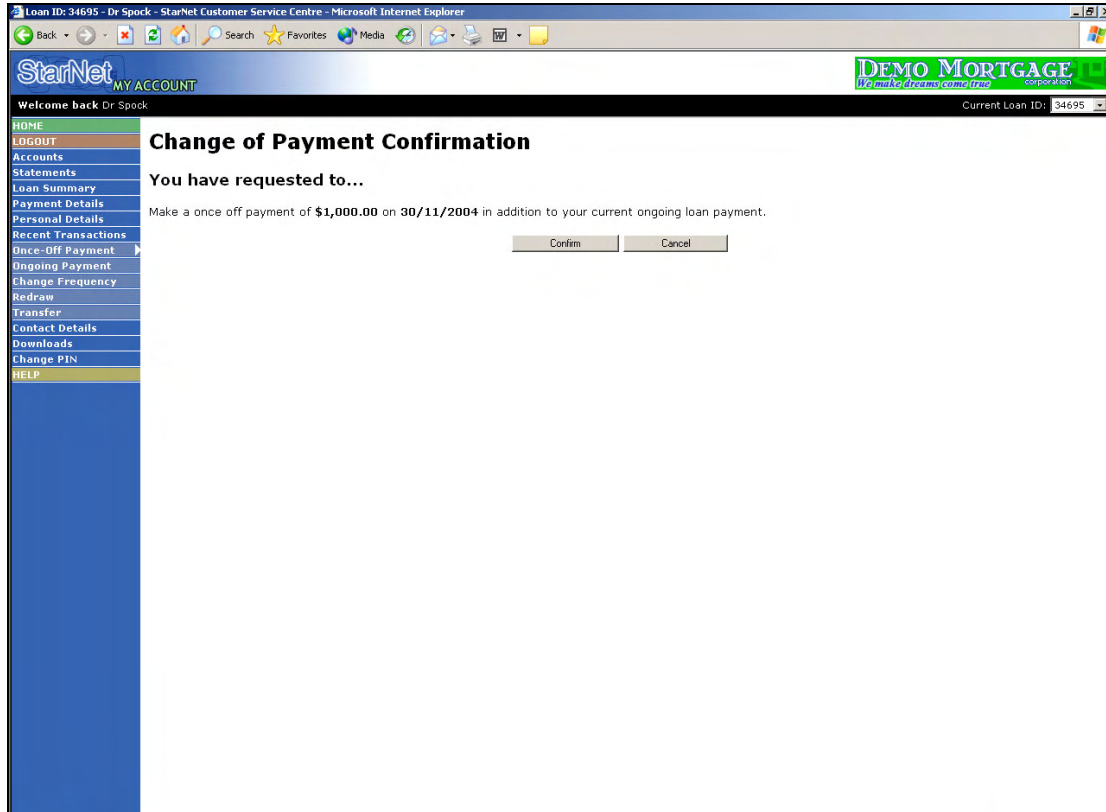 Loan ID: 34695 - Dr Spock - StarNet Customer Service Centre - Microsoft Internet Explorer
Back Search Favorites Media
StarNet MY ACCOUNT
DEMO MORTGAGE
We make dreams come true corporation
Welcome back Dr Spock
Current Loan ID: 34695
HOME
LOGOUT
Accounts
Statements
Loan Summary
Payment Details
Personal Details
Recent Transactions
Once-Off Payment
Ongoing Payment
Change Frequency
Redraw
Transfer
Contact Details
Downloads
Change PIN
HELP
Change of Payment Confirmation
You have requested to...
Make a once off payment of $1,000.00 on 30/11/2004 in addition to your current ongoing loan payment.
Confirm Cancel